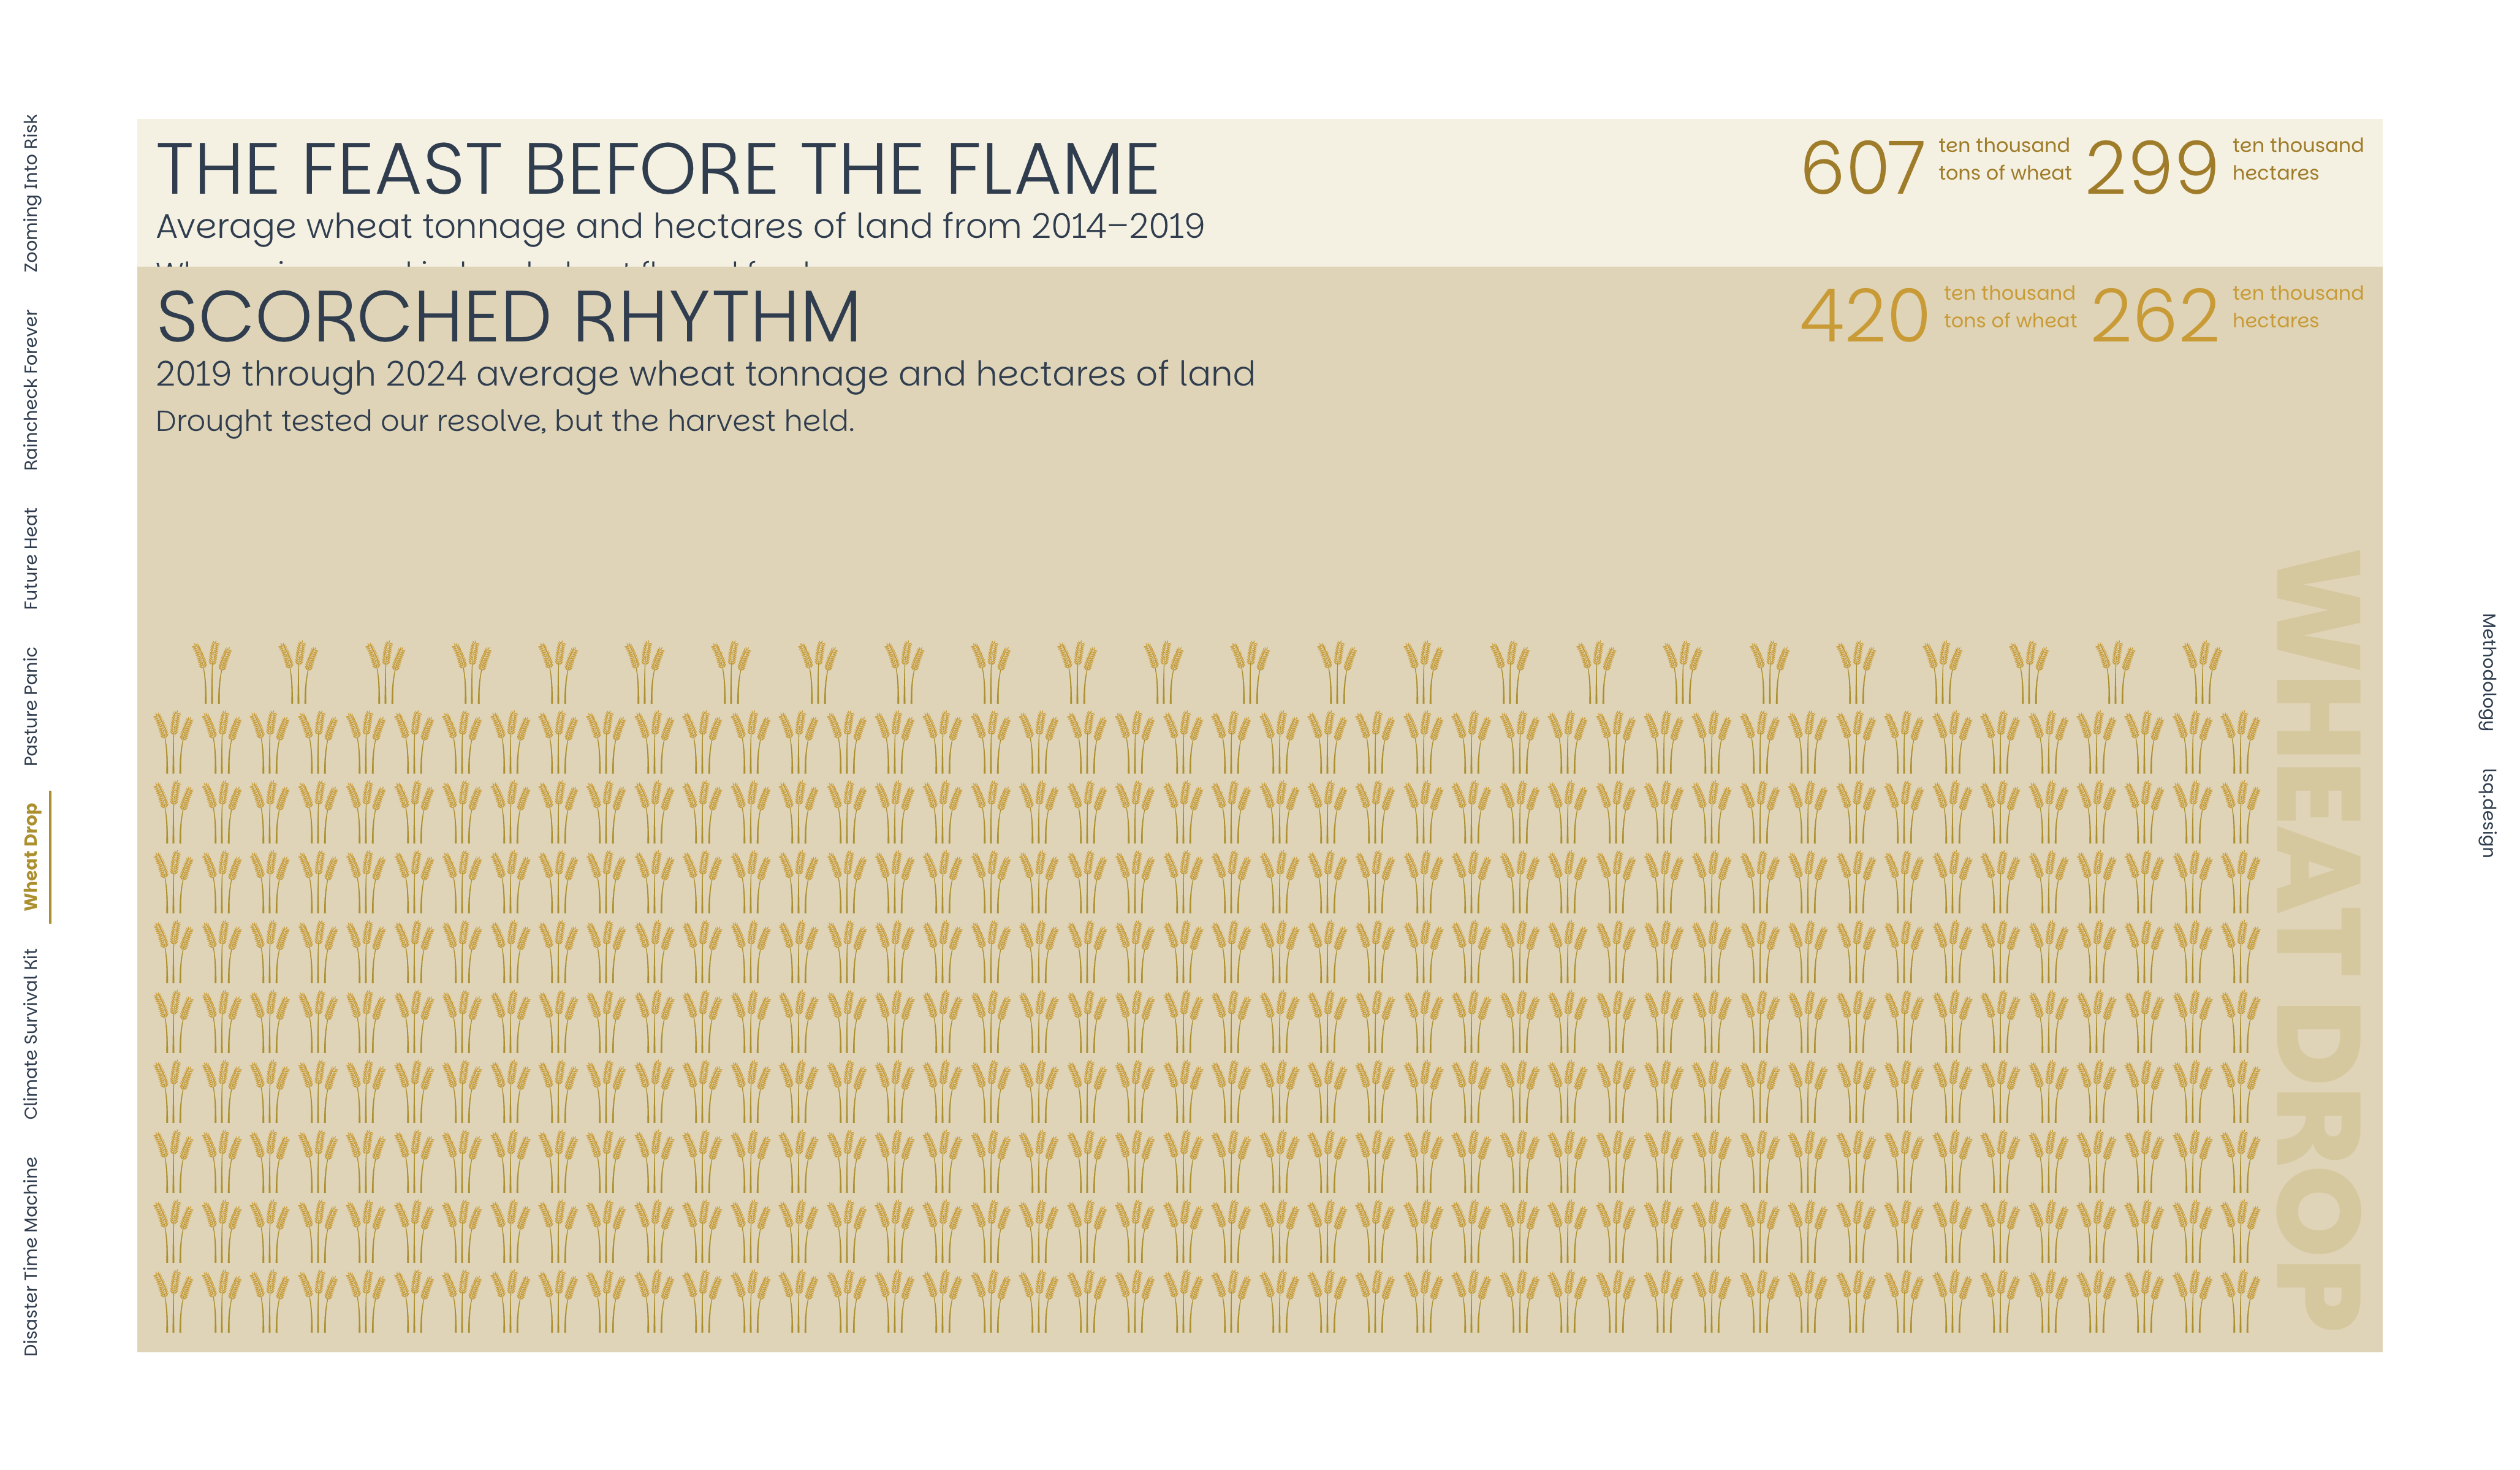 Zooming Into Risk
Raincheck Forever
Future Heat
Pasture Panic
Wheat Drop
Climate Survival Kit
Disaster Time Machine
THE FEAST BEFORE THE FLAME
607 ten thousand tons of wheat 299 ten thousand hectares
Average wheat tonnage and hectares of land from 2014–2019
SCORCHED RHYTHM
420 ten thousand tons of wheat 262 ten thousand hectares
2019 through 2024 average wheat tonnage and hectares of land
Drought tested our resolve, but the harvest held.
WHEAT DROP
Methodology
lsq.design